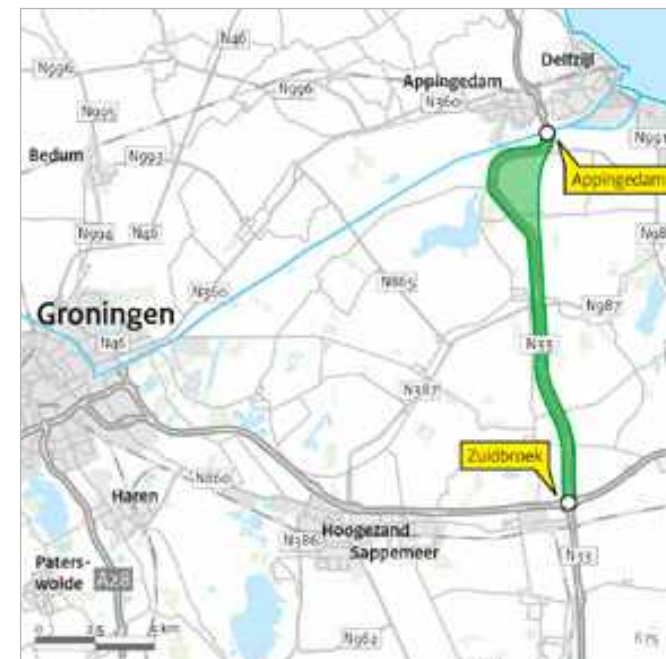 N46
N996
Delfzijl
Appingedam
N996
N360
N995
Bedum
N993
N991
Appingedam
N994
N46
N360
N865
N987
Groningen
N46
N33
N387
Zuidbroek
N860
Haren
Hoogezand
N386
Sappemeer
N33
Paters-
wolde
A28
0 2,5 5 km
N962